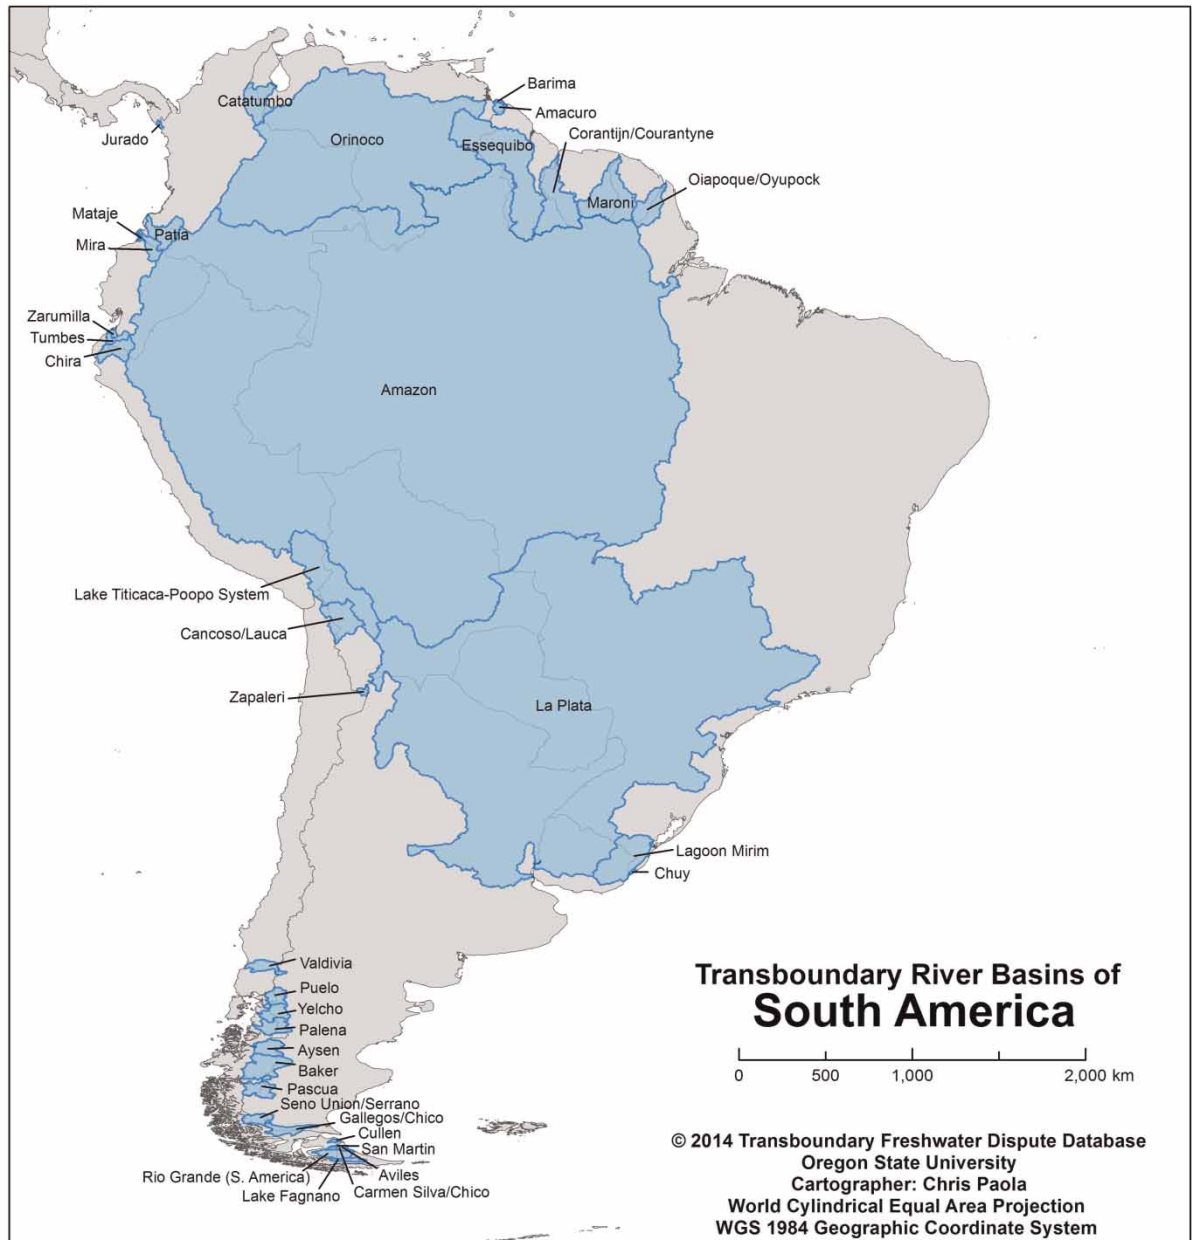 Barima
Catatumbo
Amacuro
Corantijn/Courantyne
Jurado
Orinoco
Essequibo
Oiapoque/Oyupock
Maroni
Mataje
Patia
Mira
Zarumilla
Tumbes
Chira
Amazon
Lake Titicaca-Poopo System
Cancoso/Lauca
Zapaleri
La Plata
Lagoon Mirim
Chuy
Valdivia
Puelo
Yelcho
Palena
Aysen
Baker
Pascua
Seno Union/Serrano
Gallegos/Chico
Cullen
San Martin
Aviles
Rio Grande (S. America)
Carmen Silva/Chico
Lake Fagnano
Transboundary River Basins of
South America
0 500 1,000 2,000 km
© 2014 Transboundary Freshwater Dispute Database
Oregon State University
Cartographer: Chris Paola
World Cylindrical Equal Area Projection
WGS 1984 Geographic Coordinate System